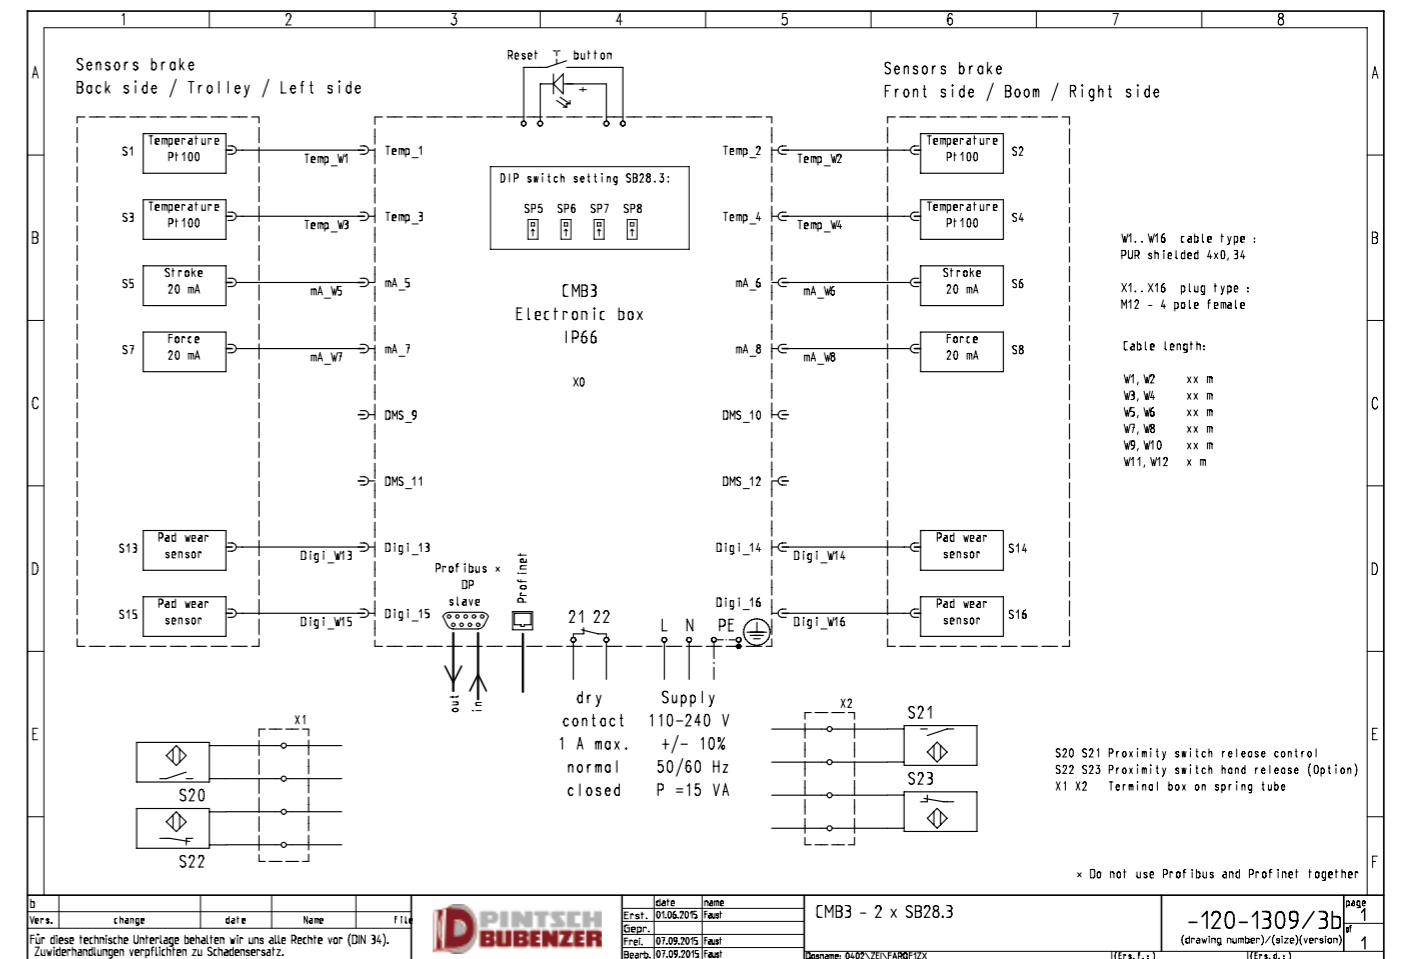 1 2 3 4 5 6 7 8
A A
B B
C C
D D
E E
F F
Sensors brake
Back side / Trolley / Left side
Reset button
+
Sensors brake
Front side / Boom / Right side
S1
Temperature
Pt100
Temp_W1
Temp_1
S3
Temperature
Pt100
Temp_W3
Temp_3
S5
Stroke
20 mA
mA_W5
mA_5
S7
Force
20 mA
mA_W7
mA_7
DMS_9
DMS_11
S13
Pad wear
sensor
Digi_W13
Digi_13
S15
Pad wear
sensor
Digi_W15
Digi_15
DIP switch setting SB28.3:
SP5 SP6 SP7 SP8
CMB3
Electronic box
IP66
X0
Temp_2
Temp_W2
Temperature
Pt100
S2
Temp_4
Temp_W4
Temperature
Pt100
S4
mA_6
mA_W6
Stroke
20 mA
S6
mA_8
mA_W8
Force
20 mA
S8
DMS_10
DMS_12
Digi_14
Digi_W14
Pad wear
sensor
S14
Digi_16
Digi_W16
Pad wear
sensor
S16
W1..W16 cable type :
PUR shielded 4x0,34
X1..X16 plug type :
M12 - 4 pole female
Cable length:
W1,W2 xx m
W3,W4 xx m
W5,W6 xx m
W7,W8 xx m
W9,W10 xx m
W11,W12 x m
Profibus ×
DP
slave
Profinet
out
in
21 22
L N PE
dry
contact
1 A max.
normal
closed
Supply
110-240 V
+/- 10%
50/60 Hz
P =15 VA
X1
S20
S22
X2
S21
S23
S20 S21 Proximity switch release control
S22 S23 Proximity switch hand release (Option)
X1 X2 Terminal box on spring tube
× Do not use Profibus and Profinet together
b
Vers. change date Name File
Für diese technische Unterlage behalten wir uns alle Rechte vor (DIN 34).
Zuwiderhandlungen verpflichten zu Schadensersatz.
PINTSCH
BUBENZER
date name
Erst. 01.06.2015 Faust
Gepr.
Frei. 07.09.2015 Faust
Bearb. 07.09.2015 Faust
CMB3 - 2 x SB28.3
-120-1309/3b
(drawing number)/(size)(version)
page
1
of
1
(Ers.f.:) (Ers.d.:)